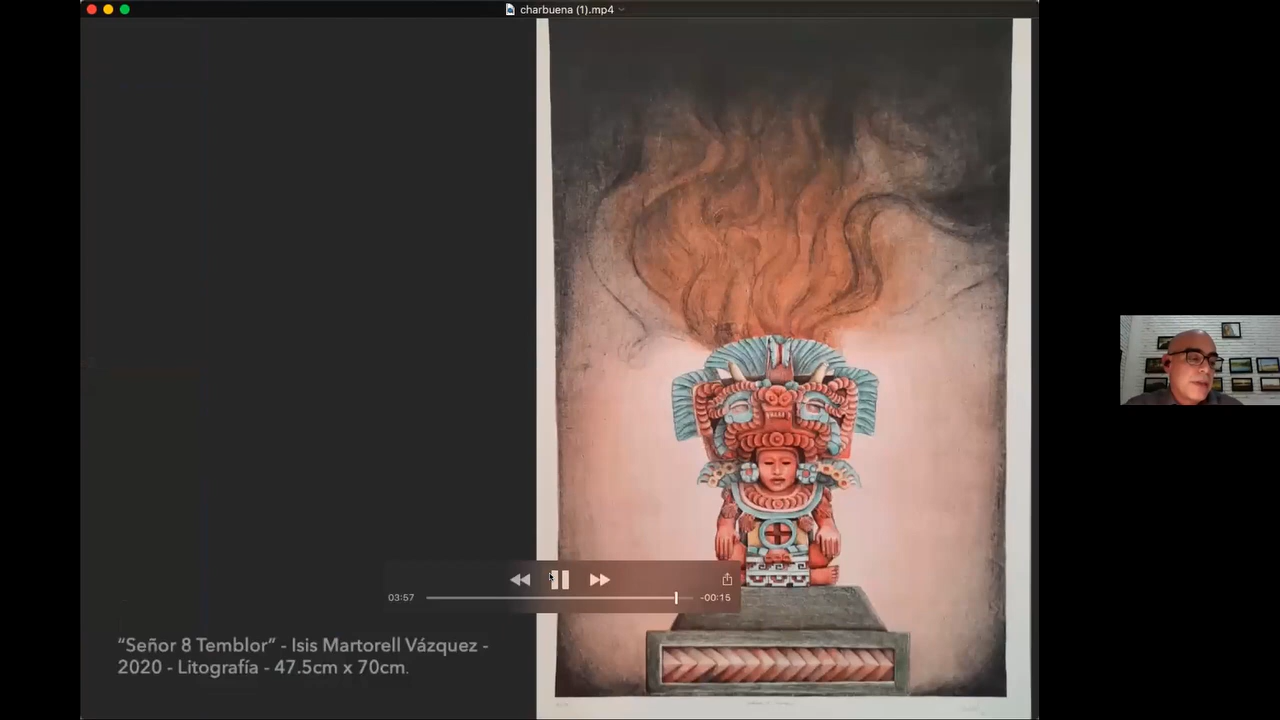 charbuena (1).mp4
03:57
-00:15
“Señor 8 Temblor” - Isis Martorell Vázquez -
2020 - Litografía - 47.5cm x 70cm.